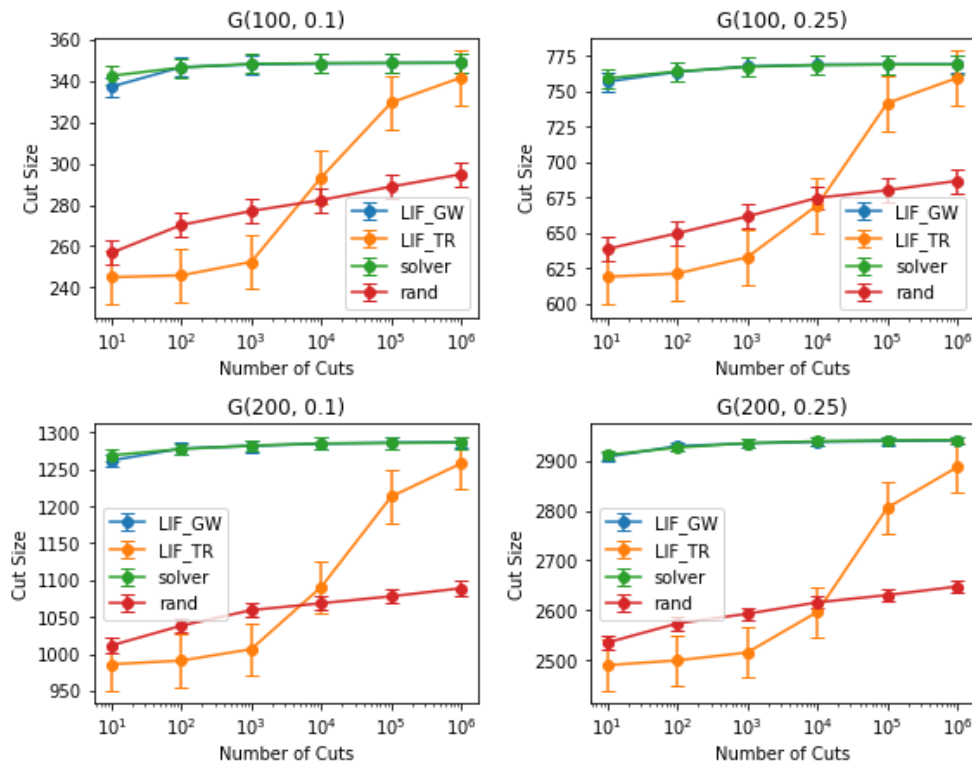 G(100, 0.1)
360
340
320
300
280
260
240
Cut Size
LIF_GW
LIF_TR
solver
rand
10^1 10^2 10^3 10^4 10^5 10^6
Number of Cuts
G(100, 0.25)
775
750
725
700
675
650
625
600
Cut Size
LIF_GW
LIF_TR
solver
rand
10^1 10^2 10^3 10^4 10^5 10^6
Number of Cuts
G(200, 0.1)
1300
1250
1200
1150
1100
1050
1000
950
Cut Size
LIF_GW
LIF_TR
solver
rand
10^1 10^2 10^3 10^4 10^5 10^6
Number of Cuts
G(200, 0.25)
2900
2800
2700
2600
2500
Cut Size
LIF_GW
LIF_TR
solver
rand
10^1 10^2 10^3 10^4 10^5 10^6
Number of Cuts